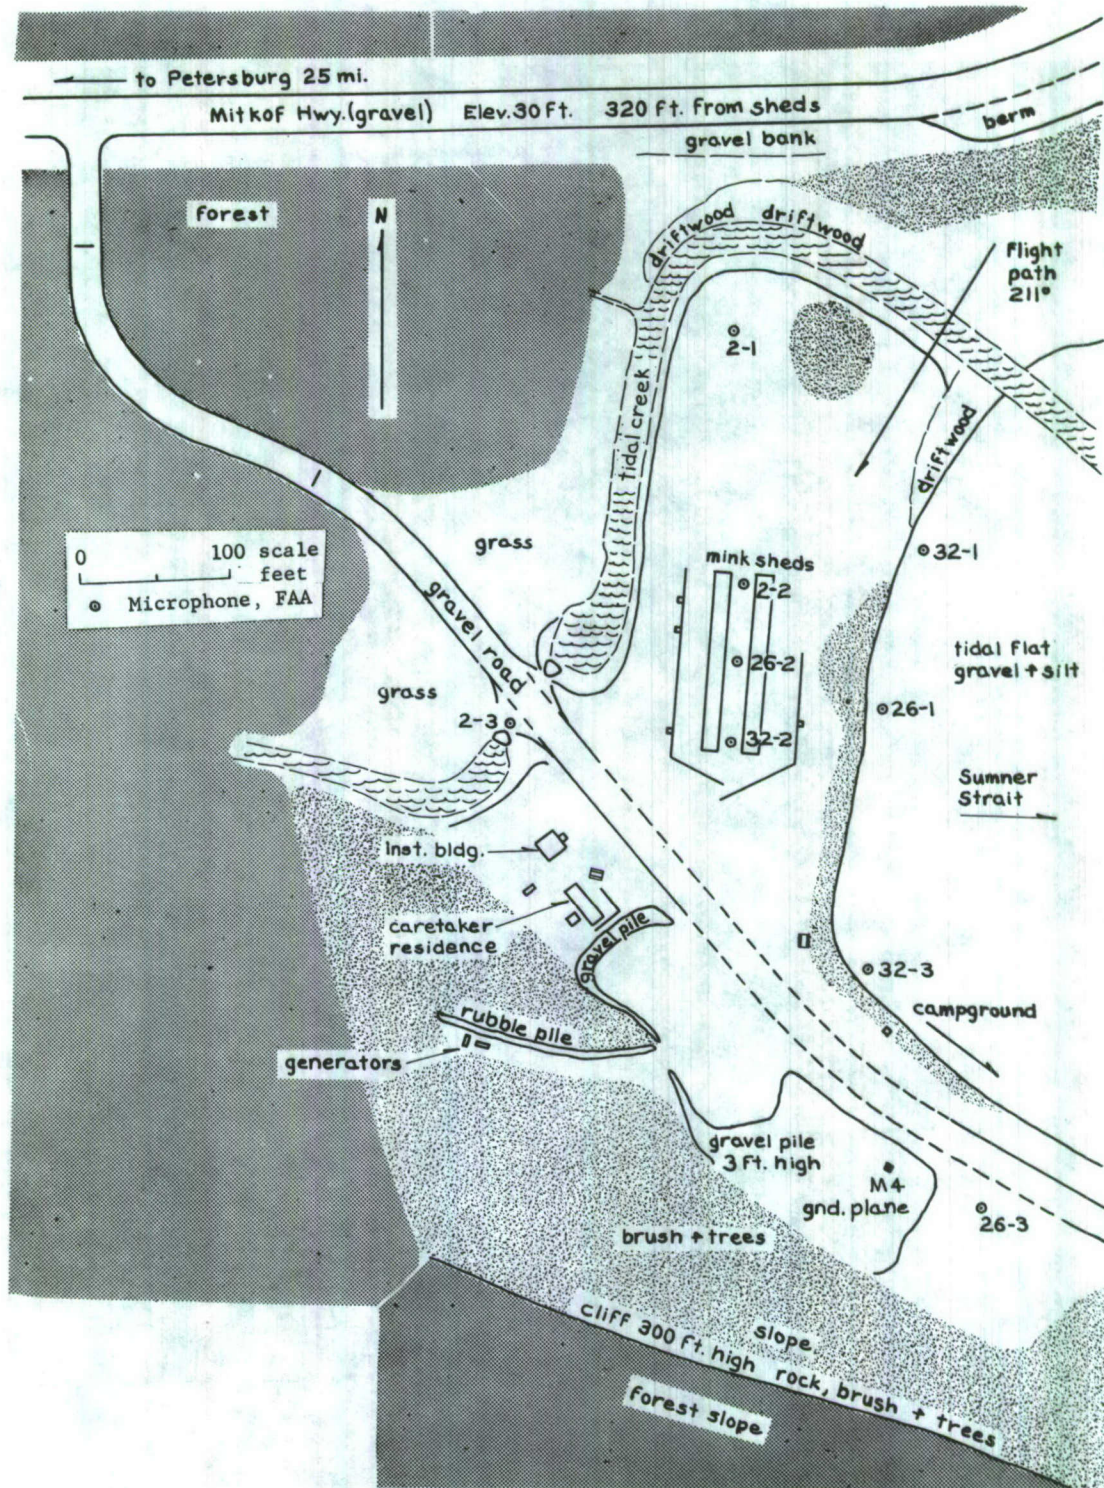 to Petersburg 25 mi.
Mitkof Hwy.(gravel) Elev.30 Ft. 320 Ft. From sheds
berm
gravel bank
Forest
N
driftwood driftwood
Flight
path
211°
2-1
tidal creek
driftwood
0 100 scale
feet
Microphone, FAA
grass
mink sheds
32-1
2-2
gravel road
26-2
tidal Flat
gravel + silt
grass
2-3
26-1
32-2
Sumner
Strait
Inst. bldg.
caretaker
residence
gravel pile
32-3
campground
rubble pile
generators
gravel pile
3 Ft. high
M4
gnd. plane
26-3
brush + trees
slope
Cliff 300 Ft. high rock, brush + trees
Forest slope